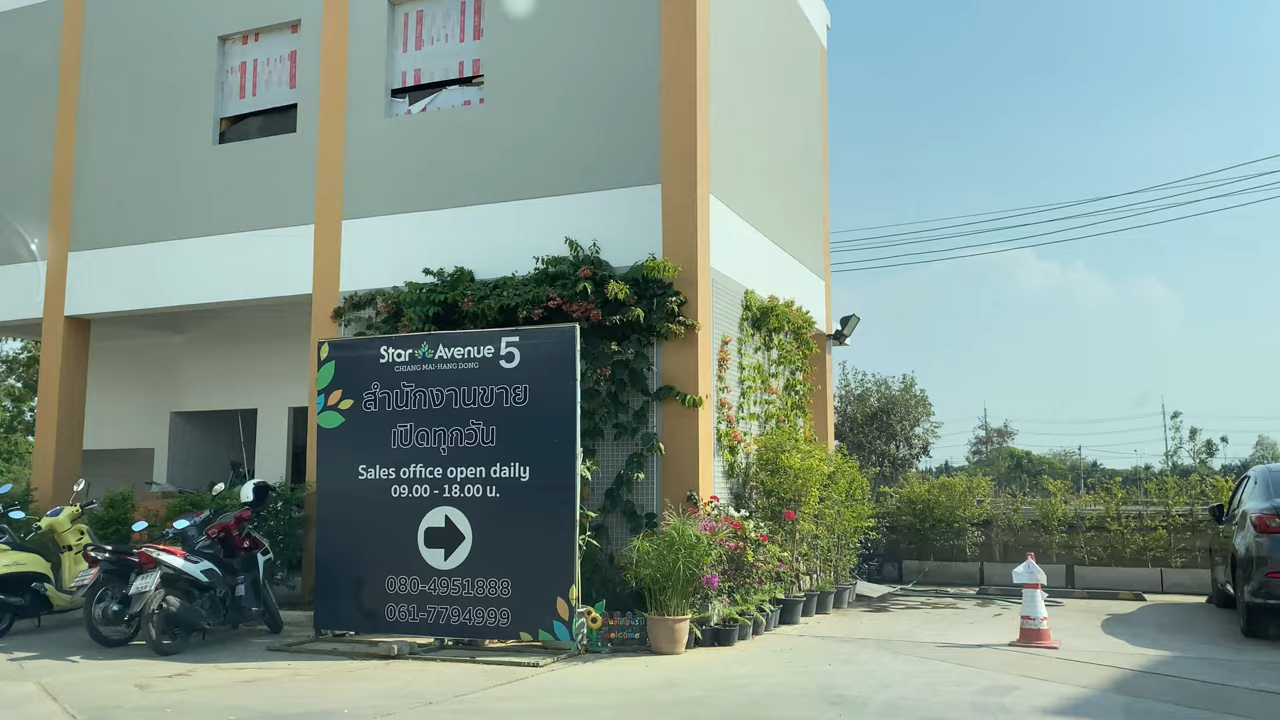 Star Avenue 5
CHIANG MAI-HANG DONG
สำนักงานขาย
เปิดทุกวัน
Sales office open daily
09.00 - 18.00 น.
080-4951888
061-7794999
Welcome